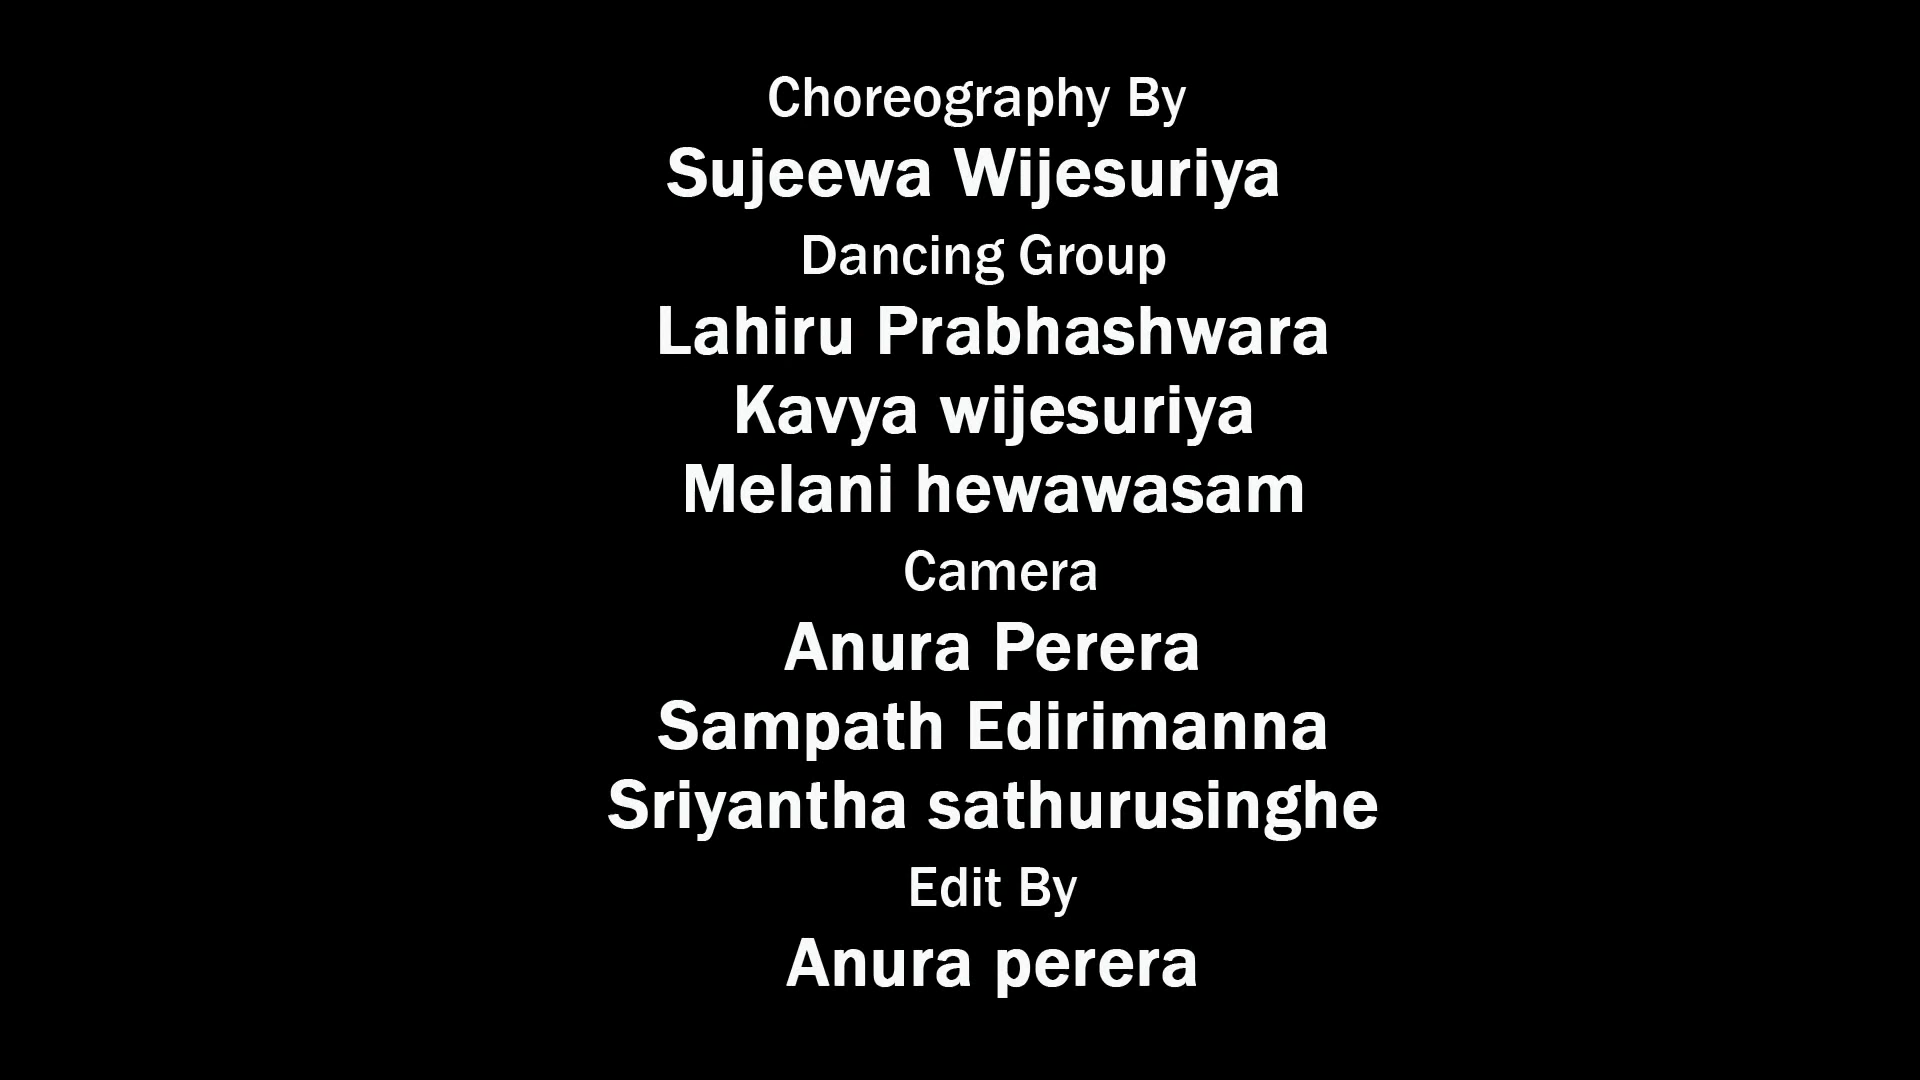 Choreography By
Sujeewa Wijesuriya
Dancing Group
Lahiru Prabhashwara
Kavya wijesuriya
Melani hewawasam
Camera
Anura Perera
Sampath Edirimanna
Sriyantha sathurusinghe
Edit By
Anura perera